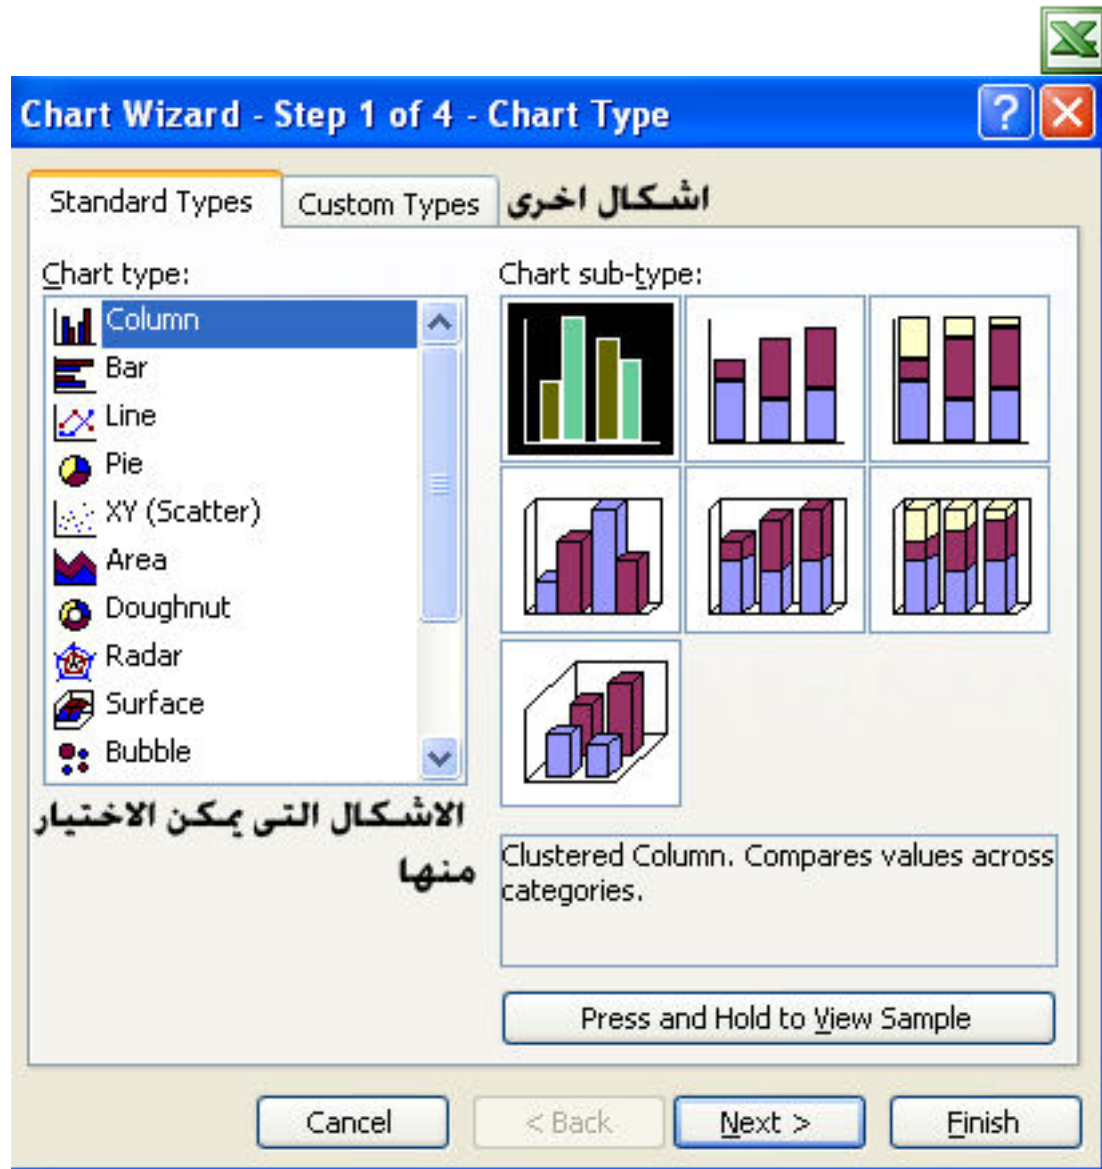 Chart Wizard - Step 1 of 4 - Chart Type
Standard Types
Custom Types
اشكال اخرى
Chart type:
Column
Bar
Line
Pie
XY (Scatter)
Area
Doughnut
Radar
Surface
Bubble
الاشكال التى يمكن الاختيار
منها
Chart sub-type:
Clustered Column. Compares values across
categories.
Press and Hold to View Sample
Cancel
< Back
Next >
Finish